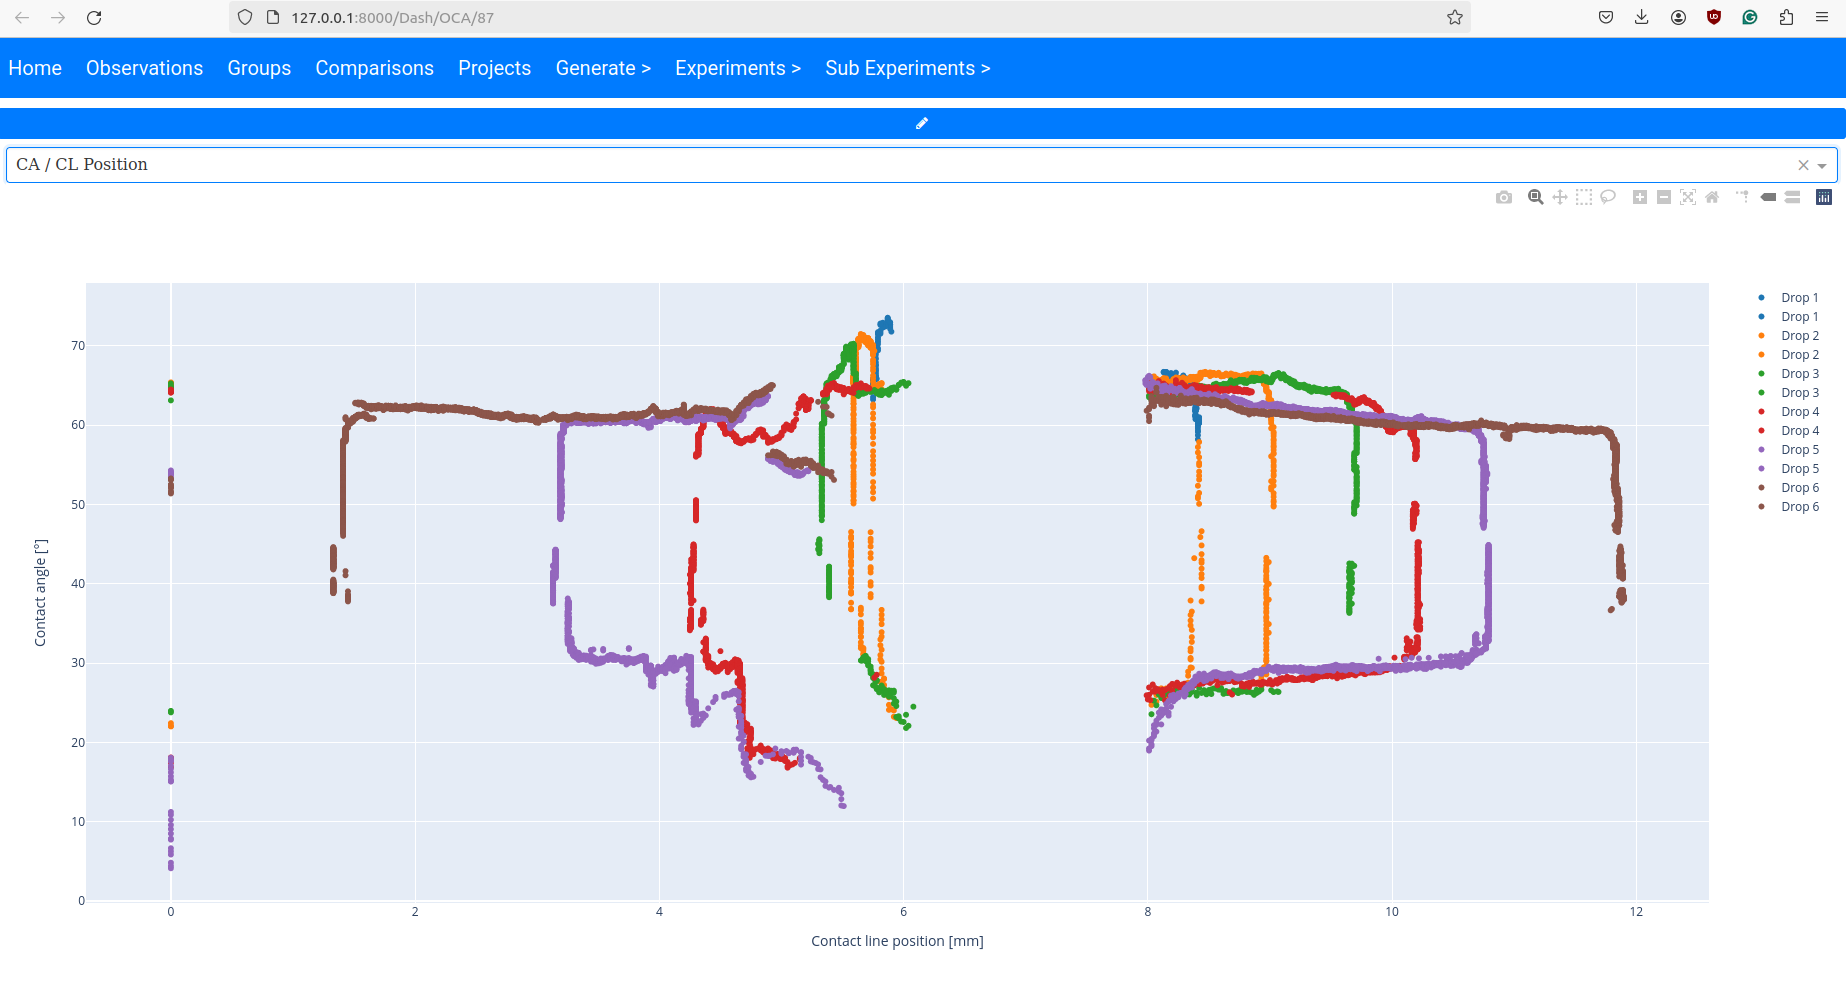 127.0.0.1:8000/Dash/OCA/87
Home Observations Groups Comparisons Projects Generate > Experiments > Sub Experiments >
CA / CL Position
Drop 1
Drop 1
Drop 2
Drop 2
Drop 3
Drop 3
Drop 4
Drop 4
Drop 5
Drop 5
Drop 6
Drop 6
Contact angle [°]
70
60
50
40
30
20
10
0
0 2 4 6 8 10 12
Contact line position [mm]